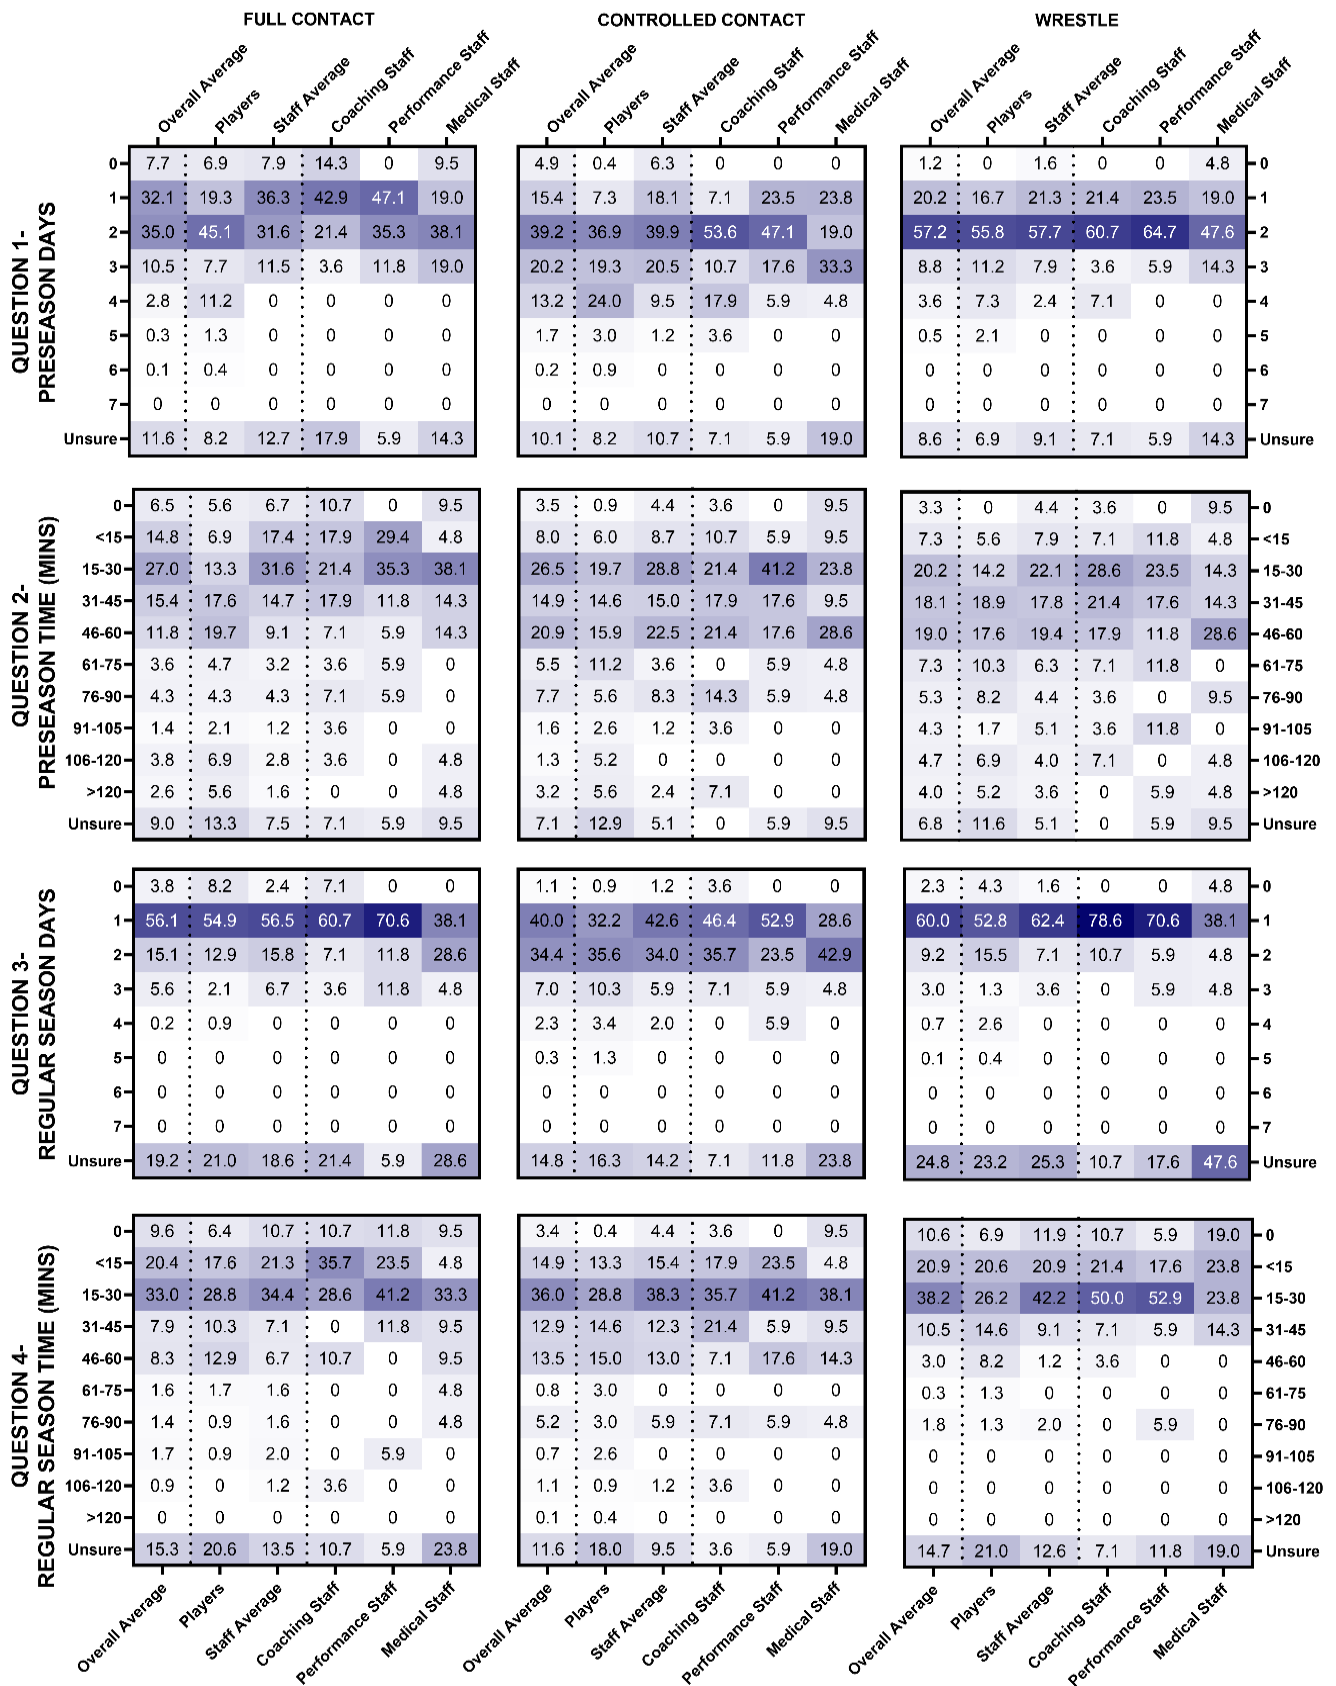 FULL CONTACT CONTROLLED CONTACT WRESTLE
Overall Average Players Staff Average Coaching Staff Performance Staff Medical Staff Overall Average Players Staff Average Coaching Staff Performance Staff Medical Staff Overall Average Players Staff Average Coaching Staff Performance Staff Medical Staff
QUESTION 1-
PRESEASON DAYS
0 7.7 6.9 7.9 14.3 0 9.5 4.9 0.4 6.3 0 0 0 1.2 0 1.6 0 0 4.8 0
1 32.1 19.3 36.3 42.9 47.1 19.0 15.4 7.3 18.1 7.1 23.5 23.8 20.2 16.7 21.3 21.4 23.5 19.0 1
2 35.0 45.1 31.6 21.4 35.3 38.1 39.2 36.9 39.9 53.6 47.1 19.0 57.2 55.8 57.7 60.7 64.7 47.6 2
3 10.5 7.7 11.5 3.6 11.8 19.0 20.2 19.3 20.5 10.7 17.6 33.3 8.8 11.2 7.9 3.6 5.9 14.3 3
4 2.8 11.2 0 0 0 0 13.2 24.0 9.5 17.9 5.9 4.8 3.6 7.3 2.4 7.1 0 0 4
5 0.3 1.3 0 0 0 0 1.7 3.0 1.2 3.6 0 0 0.5 2.1 0 0 0 0 5
6 0.1 0.4 0 0 0 0 0.2 0.9 0 0 0 0 0 0 0 0 0 0 6
7 0 0 0 0 0 0 0 0 0 0 0 0 0 0 0 0 0 0 7
Unsure 11.6 8.2 12.7 17.9 5.9 14.3 10.1 8.2 10.7 7.1 5.9 19.0 8.6 6.9 9.1 7.1 5.9 14.3 Unsure
QUESTION 2-
PRESEASON TIME (MINS)
0 6.5 5.6 6.7 10.7 0 9.5 3.5 0.9 4.4 3.6 0 9.5 3.3 0 4.4 3.6 0 9.5 0
<15 14.8 6.9 17.4 17.9 29.4 4.8 8.0 6.0 8.7 10.7 5.9 9.5 7.3 5.6 7.9 7.1 11.8 4.8 <15
15-30 27.0 13.3 31.6 21.4 35.3 38.1 26.5 19.7 28.8 21.4 41.2 23.8 20.2 14.2 22.1 28.6 23.5 14.3 15-30
31-45 15.4 17.6 14.7 17.9 11.8 14.3 14.9 14.6 15.0 17.9 17.6 9.5 18.1 18.9 17.8 21.4 17.6 14.3 31-45
46-60 11.8 19.7 9.1 7.1 5.9 14.3 20.9 15.9 22.5 21.4 17.6 28.6 19.0 17.6 19.4 17.9 11.8 28.6 46-60
61-75 3.6 4.7 3.2 3.6 5.9 0 5.5 11.2 3.6 0 5.9 4.8 7.3 10.3 6.3 7.1 11.8 0 61-75
76-90 4.3 4.3 4.3 7.1 5.9 0 7.7 5.6 8.3 14.3 5.9 4.8 5.3 8.2 4.4 3.6 0 9.5 76-90
91-105 1.4 2.1 1.2 3.6 0 0 1.6 2.6 1.2 3.6 0 0 4.3 1.7 5.1 3.6 11.8 0 91-105
106-120 3.8 6.9 2.8 3.6 0 4.8 1.3 5.2 0 0 0 0 4.7 6.9 4.0 7.1 0 4.8 106-120
>120 2.6 5.6 1.6 0 0 4.8 3.2 5.6 2.4 7.1 0 0 4.0 5.2 3.6 0 5.9 4.8 >120
Unsure 9.0 13.3 7.5 7.1 5.9 9.5 7.1 12.9 5.1 0 5.9 9.5 6.8 11.6 5.1 0 5.9 9.5 Unsure
QUESTION 3-
REGULAR SEASON DAYS
0 3.8 8.2 2.4 7.1 0 0 1.1 0.9 1.2 3.6 0 0 2.3 4.3 1.6 0 0 4.8 0
1 56.1 54.9 56.5 60.7 70.6 38.1 40.0 32.2 42.6 46.4 52.9 28.6 60.0 52.8 62.4 78.6 70.6 38.1 1
2 15.1 12.9 15.8 7.1 11.8 28.6 34.4 35.6 34.0 35.7 23.5 42.9 9.2 15.5 7.1 10.7 5.9 4.8 2
3 5.6 2.1 6.7 3.6 11.8 4.8 7.0 10.3 5.9 7.1 5.9 4.8 3.0 1.3 3.6 0 5.9 4.8 3
4 0.2 0.9 0 0 0 0 2.3 3.4 2.0 0 5.9 0 0.7 2.6 0 0 0 0 4
5 0 0 0 0 0 0 0.3 1.3 0 0 0 0 0.1 0.4 0 0 0 0 5
6 0 0 0 0 0 0 0 0 0 0 0 0 0 0 0 0 0 0 6
7 0 0 0 0 0 0 0 0 0 0 0 0 0 0 0 0 0 0 7
Unsure 19.2 21.0 18.6 21.4 5.9 28.6 14.8 16.3 14.2 7.1 11.8 23.8 24.8 23.2 25.3 10.7 17.6 47.6 Unsure
QUESTION 4-
REGULAR SEASON TIME (MINS)
0 9.6 6.4 10.7 10.7 11.8 9.5 3.4 0.4 4.4 3.6 0 9.5 10.6 6.9 11.9 10.7 5.9 19.0 0
<15 20.4 17.6 21.3 35.7 23.5 4.8 14.9 13.3 15.4 17.9 23.5 4.8 20.9 20.6 20.9 21.4 17.6 23.8 <15
15-30 33.0 28.8 34.4 28.6 41.2 33.3 36.0 28.8 38.3 35.7 41.2 38.1 38.2 26.2 42.2 50.0 52.9 23.8 15-30
31-45 7.9 10.3 7.1 0 11.8 9.5 12.9 14.6 12.3 21.4 5.9 9.5 10.5 14.6 9.1 7.1 5.9 14.3 31-45
46-60 8.3 12.9 6.7 10.7 0 9.5 13.5 15.0 13.0 7.1 17.6 14.3 3.0 8.2 1.2 3.6 0 0 46-60
61-75 1.6 1.7 1.6 0 0 4.8 0.8 3.0 0 0 0 0 0.3 1.3 0 0 0 0 61-75
76-90 1.4 0.9 1.6 0 0 4.8 5.2 3.0 5.9 7.1 5.9 4.8 1.8 1.3 2.0 0 5.9 0 76-90
91-105 1.7 0.9 2.0 0 5.9 0 0.7 2.6 0 0 0 0 0 0 0 0 0 0 91-105
106-120 0.9 0 1.2 3.6 0 0 1.1 0.9 1.2 3.6 0 0 0 0 0 0 0 0 106-120
>120 0 0 0 0 0 0 0.1 0.4 0 0 0 0 0 0 0 0 0 0 >120
Unsure 15.3 20.6 13.5 10.7 5.9 23.8 11.6 18.0 9.5 3.6 5.9 19.0 14.7 21.0 12.6 7.1 11.8 19.0 Unsure
Overall Average Players Staff Average Coaching Staff Performance Staff Medical Staff Overall Average Players Staff Average Coaching Staff Performance Staff Medical Staff Overall Average Players Staff Average Coaching Staff Performance Staff Medical Staff